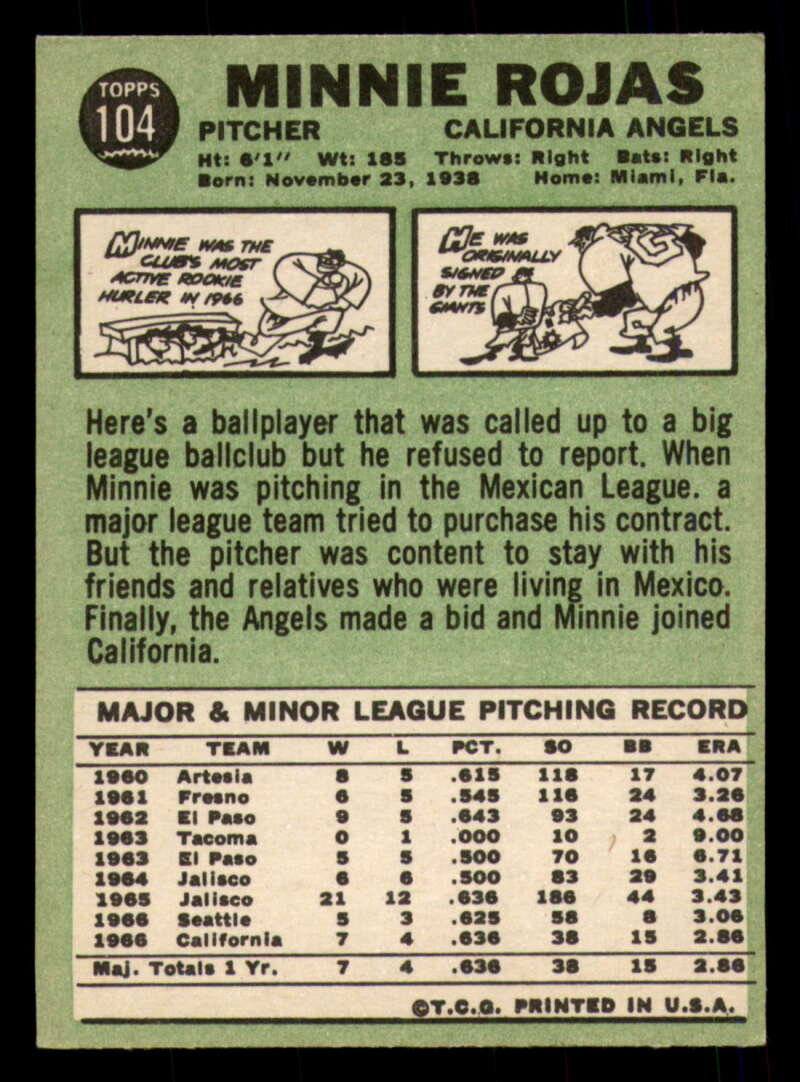 TOPPS
104
MINNIE ROJAS
PITCHER CALIFORNIA ANGELS
Ht: 6'1" Wt: 185 Throws: Right Bats: Right
Born: November 23, 1938 Home: Miami, Fla.
MINNIE WAS THE
CLUB'S MOST
ACTIVE ROOKIE
HURLER IN 1966
HE WAS
ORIGINALLY
SIGNED
BY THE
GIANTS
G
Here's a ballplayer that was called up to a big
league ballclub but he refused to report. When
Minnie was pitching in the Mexican League. a
major league team tried to purchase his contract.
But the pitcher was content to stay with his
friends and relatives who were living in Mexico.
Finally, the Angels made a bid and Minnie joined
California.
MAJOR & MINOR LEAGUE PITCHING RECORD
YEAR TEAM W L PCT. SO BB ERA
1960 Artesia 8 5 .615 118 17 4.07
1961 Fresno 6 5 .545 116 24 3.26
1962 El Paso 9 5 .643 93 24 4.68
1963 Tacoma 0 1 .000 10 2 9.00
1963 El Paso 5 5 .500 70 16 6.71
1964 Jalisco 6 6 .500 83 29 3.41
1965 Jalisco 21 12 .636 186 44 3.43
1966 Seattle 5 3 .625 58 8 3.06
1966 California 7 4 .636 38 15 2.86
Maj. Totals 1 Yr. 7 4 .636 38 15 2.86
©T.C.G. PRINTED IN U.S.A.